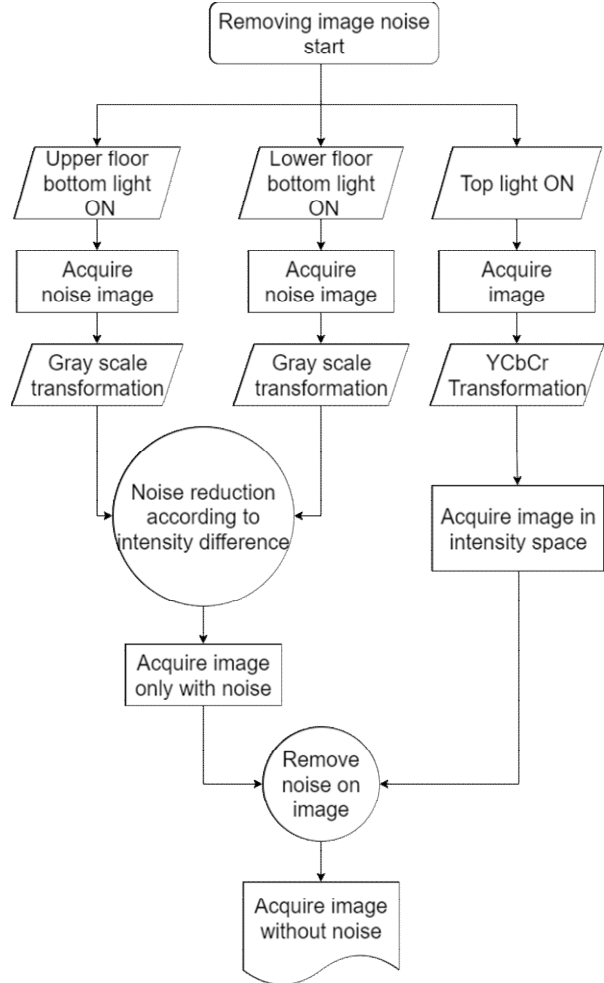 Removing image noise
start
Upper floor
bottom light
ON
Lower floor
bottom light
ON
Top light ON
Acquire
noise image
Acquire
noise image
Acquire
image
Gray scale
transformation
Gray scale
transformation
YCbCr
Transformation
Noise reduction
according to
intensity difference
Acquire image in
intensity space
Acquire image
only with noise
Remove
noise on
image
Acquire image
without noise